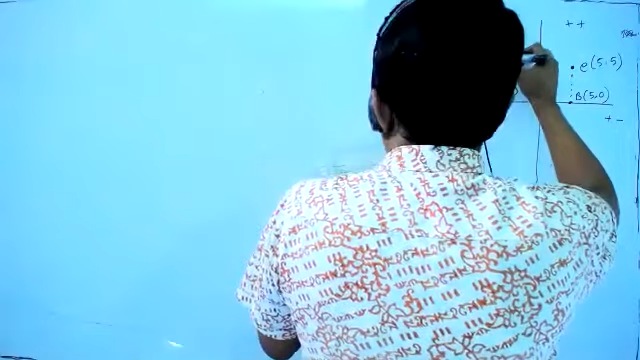 ++
e(5,5)
B(5,0)
+-